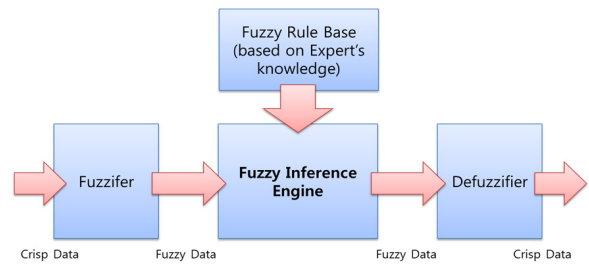 Fuzzy Rule Base
(based on Expert's
knowledge)
Fuzzifer
Fuzzy Inference
Engine
Defuzzifier
Crisp Data
Fuzzy Data
Fuzzy Data
Crisp Data